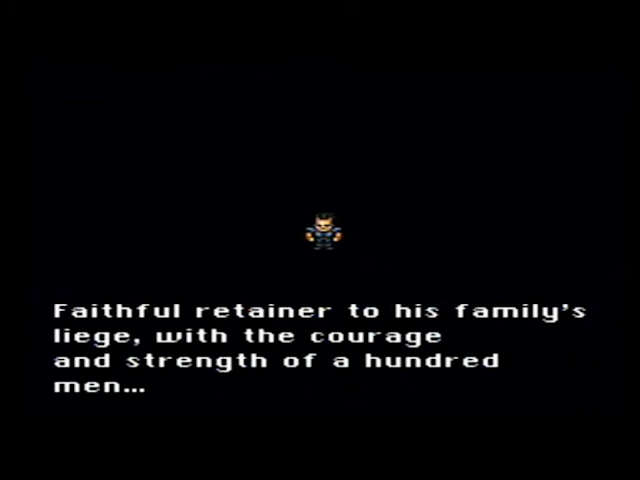 Faithful retainer to his family's
liege, with the courage
and strength of a hundred
men...